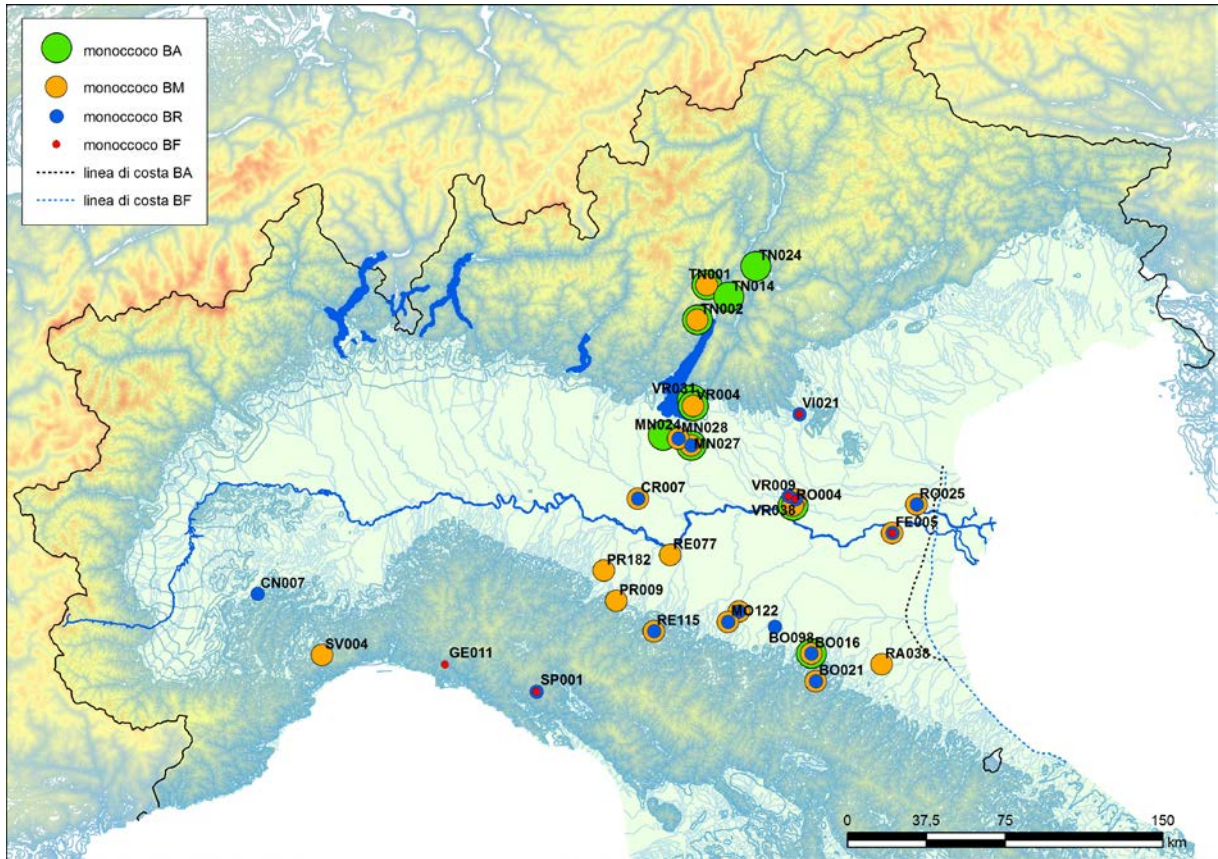 monoccoco BA
monoccoco BM
monoccoco BR
monoccoco BF
linea di costa BA
linea di costa BF
TN024
TN001
TN014
TN002
VR031
VR004
VI021
MN024
MN028
MN027
CR007
VR009
RO004
VR038
RO025
FE005
RE077
PR182
CN007
PR009
MO122
RE115
BO098
BO016
SV004
GE011
RA038
SP001
BO021
0 37,5 75 150
km